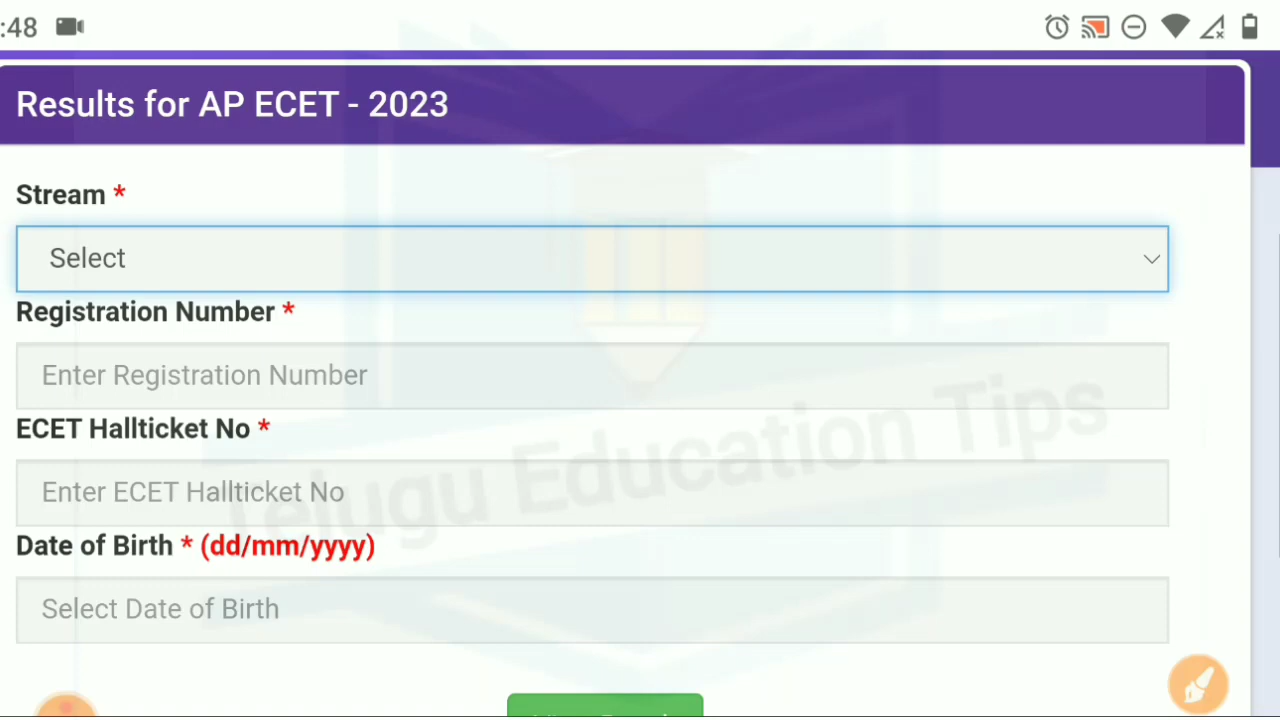 :48
Results for AP ECET - 2023
Stream *
Select
Registration Number *
Enter Registration Number
ECET Hallticket No *
Enter ECET Hallticket No
Date of Birth * (dd/mm/yyyy)
Select Date of Birth
Telugu Education Tips